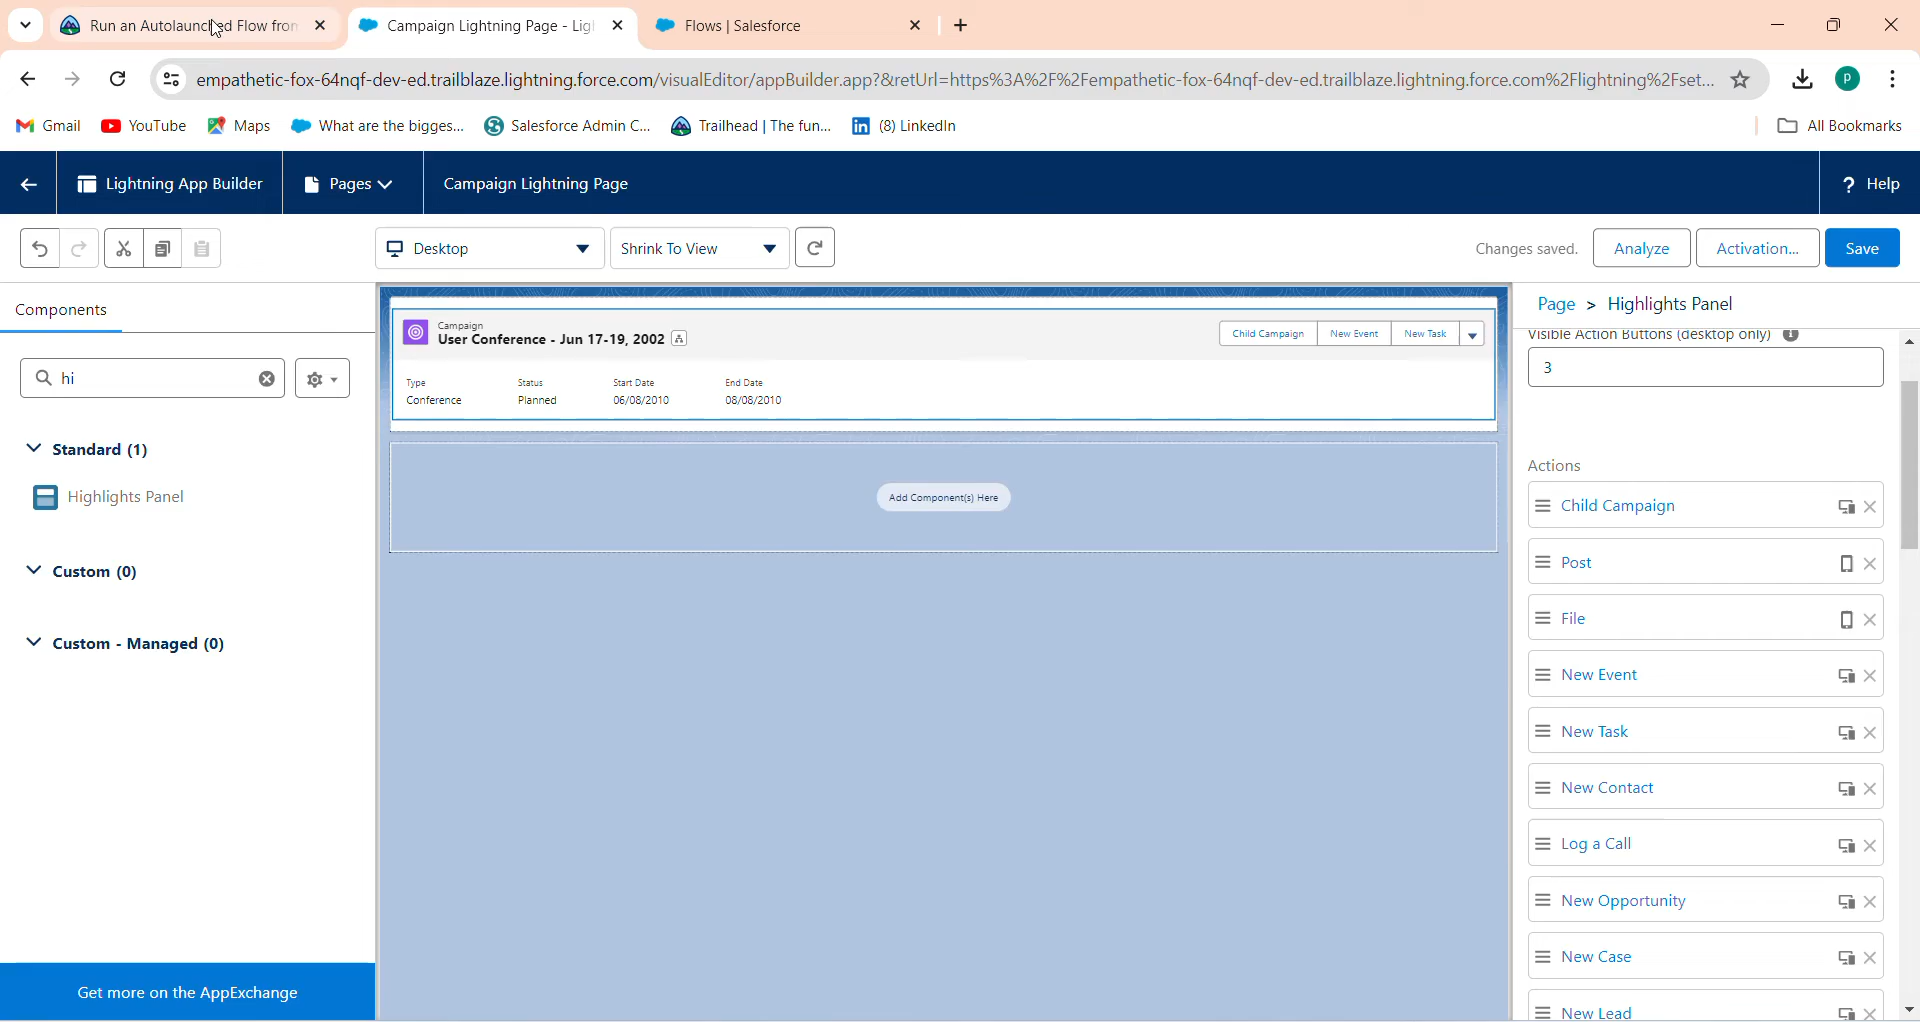 Run an Autolaunched Flow from
Campaign Lightning Page - Lig
Flows | Salesforce
empathetic-fox-64nqf-dev-ed.trailblaze.lightning.force.com/visualEditor/appBuilder.app?&retUrl=https%3A%2F%2Fempathetic-fox-64nqf-dev-ed.trailblaze.lightning.force.com%2Flightning%2Fset...
P
Gmail
YouTube
Maps
What are the bigges...
Salesforce Admin C...
Trailhead | The fun...
(8) LinkedIn
All Bookmarks
Lightning App Builder
Pages
Campaign Lightning Page
? Help
Desktop
Shrink To View
Changes saved.
Analyze
Activation...
Save
Components
hi
Standard (1)
Highlights Panel
Custom (0)
Custom - Managed (0)
Get more on the AppExchange
Campaign
User Conference - Jun 17-19, 2002
Child Campaign
New Event
New Task
Type
Status
Start Date
End Date
Conference
Planned
06/08/2010
08/08/2010
Add Component(s) Here
Page > Highlights Panel
Visible Action Buttons (desktop only)
3
Actions
Child Campaign
Post
File
New Event
New Task
New Contact
Log a Call
New Opportunity
New Case
New Lead